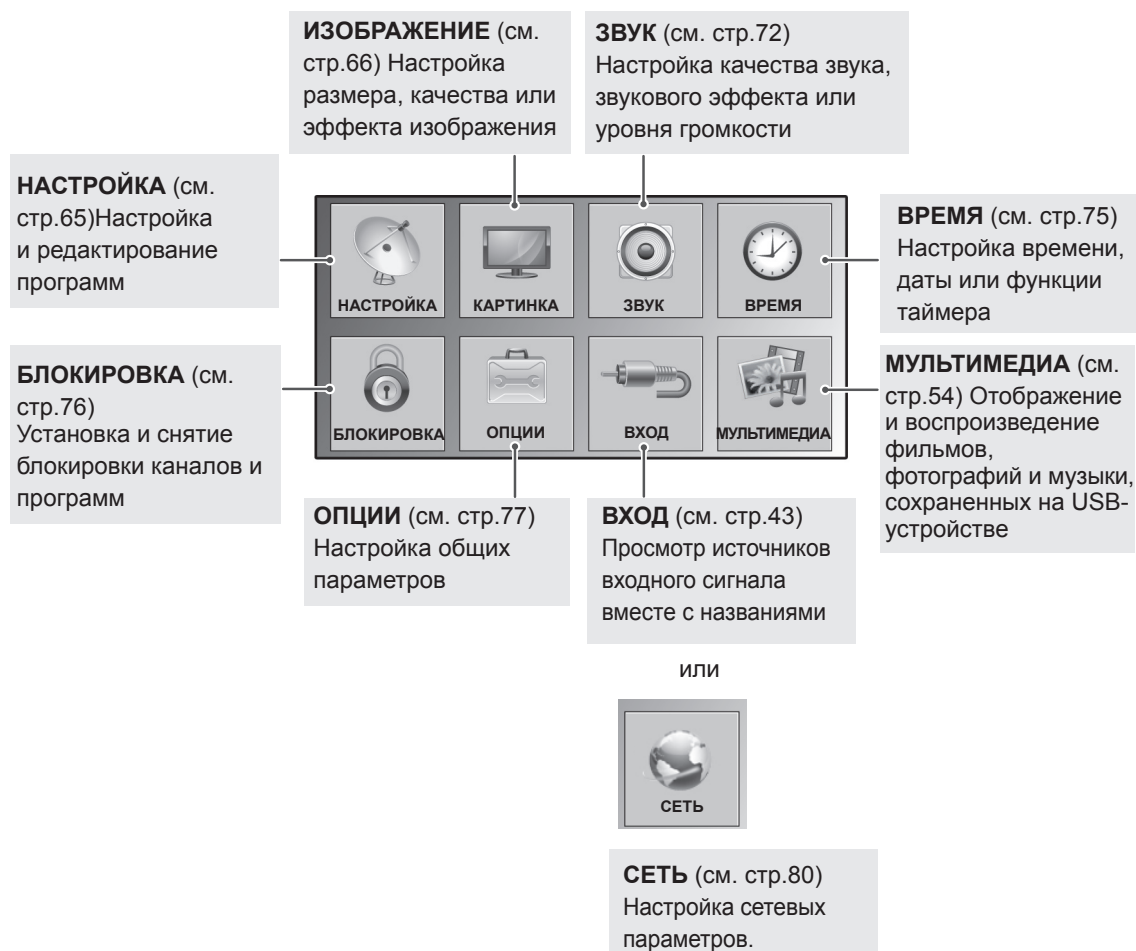 ИЗОБРАЖЕНИЕ (см.
стр.66) Настройка
размера, качества или
эффекта изображения
ЗВУК (см. стр.72)
Настройка качества звука,
звукового эффекта или
уровня громкости
НАСТРОЙКА (см.
стр.65)Настройка
и редактирование
программ
ВРЕМЯ (см. стр.75)
Настройка времени,
даты или функции
таймера
НАСТРОЙКА
КАРТИНКА
ЗВУК
ВРЕМЯ
БЛОКИРОВКА (см.
стр.76)
Установка и снятие
блокировки каналов и
программ
БЛОКИРОВКА
ОПЦИИ
ВХОД
МУЛЬТИМЕДИА
МУЛЬТИМЕДИА (см.
стр.54) Отображение
и воспроизведение
фильмов,
фотографий и музыки,
сохраненных на USB-
устройстве
ОПЦИИ (см. стр.77)
Настройка общих
параметров
ВХОД (см. стр.43)
Просмотр источников
входного сигнала
вместе с названиями
или
СЕТЬ
СЕТЬ (см. стр.80)
Настройка сетевых
параметров.